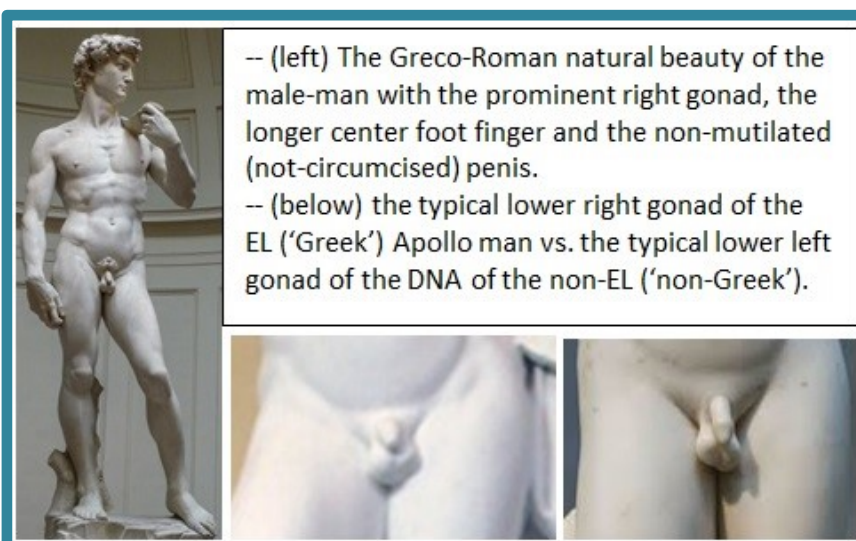 -- (left) The Greco-Roman natural beauty of the
male-man with the prominent right gonad, the
longer center foot finger and the non-mutilated
(not-circumcised) penis.
-- (below) the typical lower right gonad of the
EL (‘Greek’) Apollo man vs. the typical lower left
gonad of the DNA of the non-EL (‘non-Greek’).